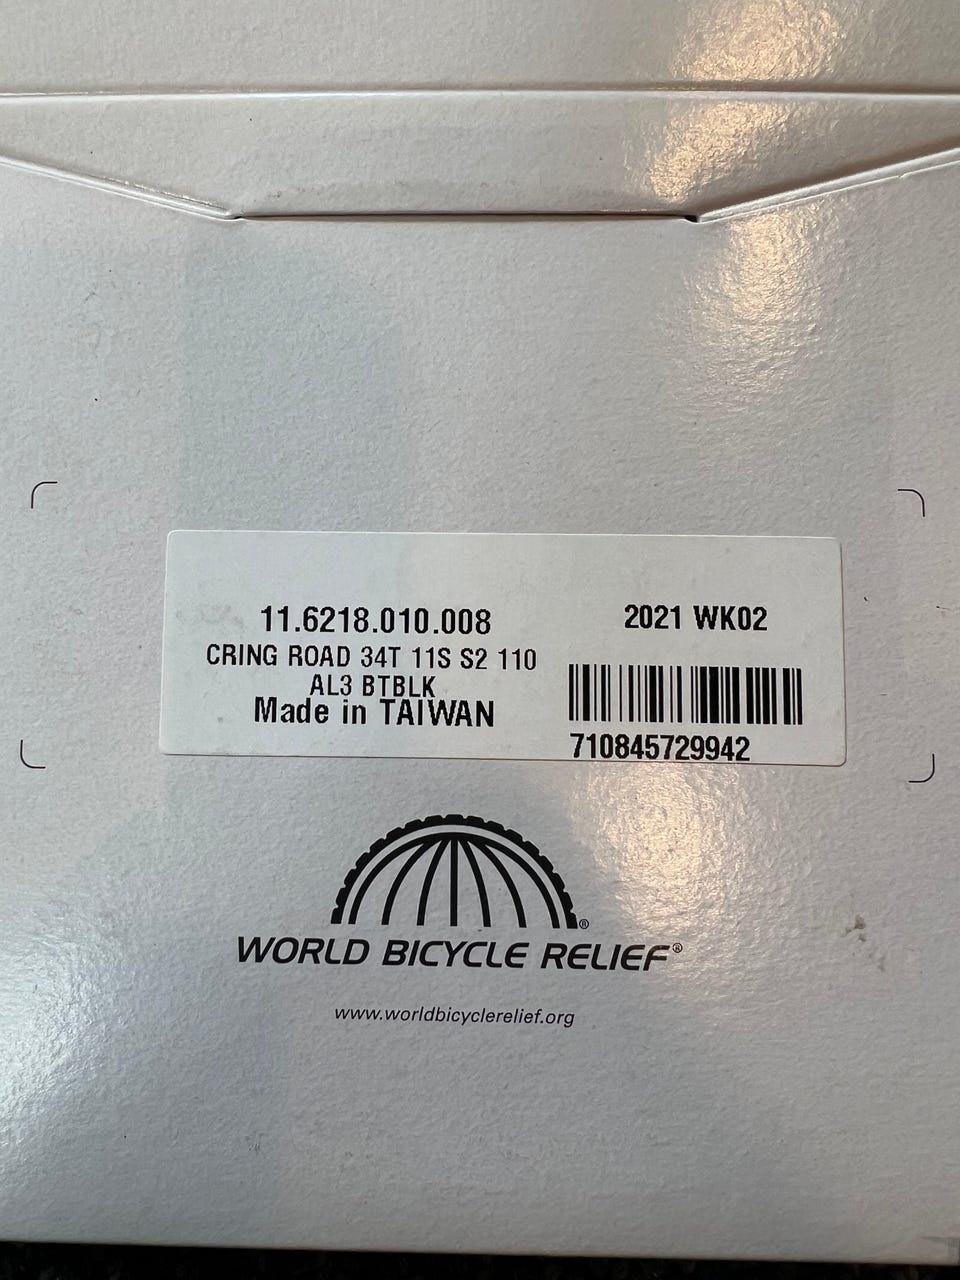 11.6218.010.008
CRING ROAD 34T 11S S2 110
AL3 BTBLK
Made in TAIWAN
2021 WK02
710845729942
®
WORLD BICYCLE RELIEF®
www.worldbicyclerelief.org